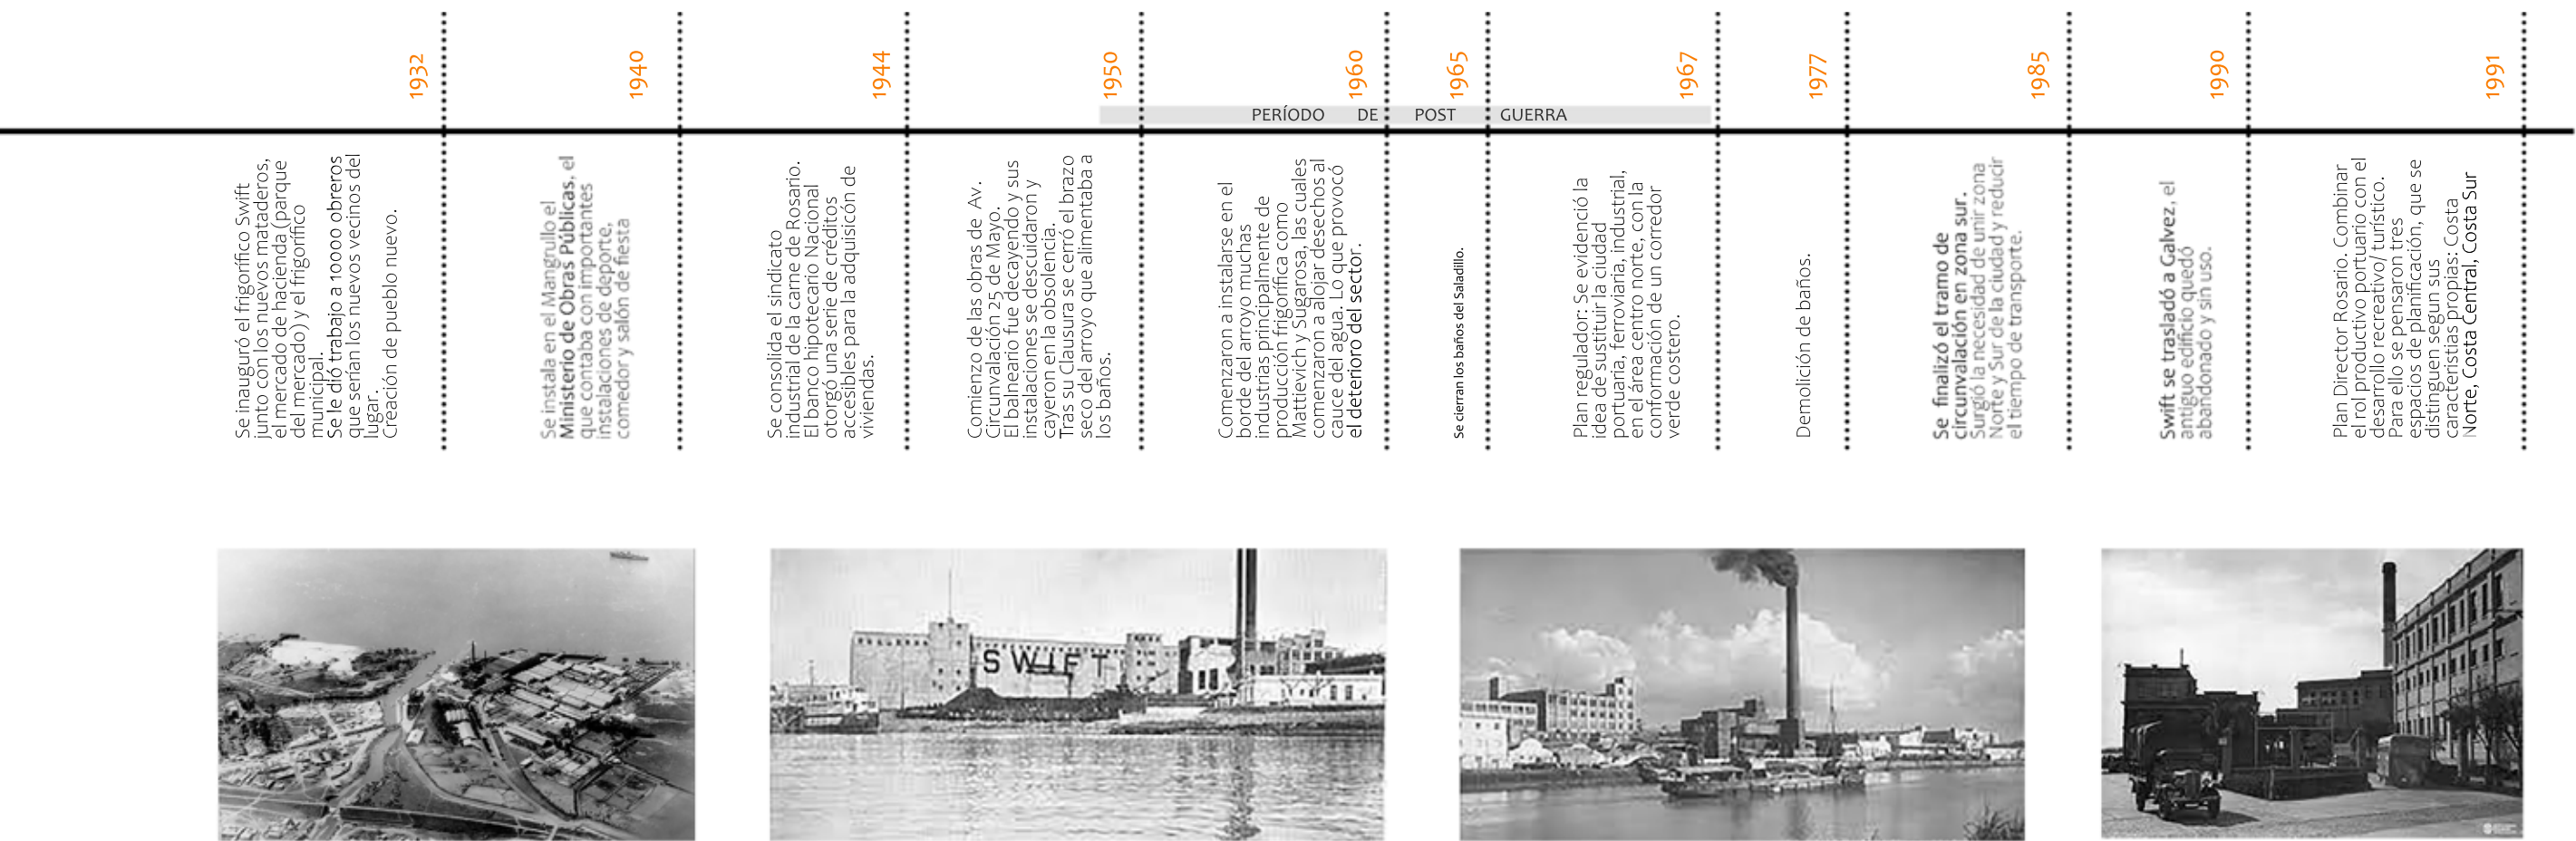 1932
1940
1944
1950
1960
1965
1967
1977
1985
1990
1991
PERÍODO DE POST GUERRA
Se inauguró el frigorífico Swift
junto con los nuevos mataderos,
el mercado de hacienda (parque
del mercado) y el frigorífico
municipal.
Se le dió trabajo a 10000 obreros
que serían los nuevos vecinos del
lugar.
Creación de pueblo nuevo.
Se instala en el Mangrullo el
Ministerio de Obras Públicas, el
que contaba con importantes
instalaciones de deporte,
comedor y salón de fiesta
Se consolida el sindicato
industrial de la carne de Rosario.
El banco hipotecario Nacional
otorgó una serie de créditos
accesibles para la adquisicón de
viviendas.
Comienzo de las obras de Av.
Circunvalación 25 de Mayo.
El balneario fue decayendo y sus
instalaciones se descuidaron y
cayeron en la obsolencia.
Tras su Clausura se cerró el brazo
seco del arroyo que alimentaba a
los baños.
Comenzaron a instalarse en el
borde del arroyo muchas
industrias principalmente de
producción frigorífica como
Mattievich y Sugarosa, las cuales
comenzaron a alojar desechos al
cauce del agua. Lo que provocó
el deterioro del sector.
Se cierran los baños del Saladillo.
Plan regulador: Se evidenció la
idea de sustituir la ciudad
portuaria, ferroviaria, industrial,
en el área centro norte, con la
conformación de un corredor
verde costero.
Demolición de baños.
Se finalizó el tramo de
circunvalación en zona sur.
Surgió la necesidad de unir zona
Norte y Sur de la ciudad y reducir
el tiempo de transporte.
Swift se trasladó a Galvez, el
antiguo edificio quedó
abandonado y sin uso.
Plan Director Rosario. Combinar
el rol productivo portuario con el
desarrollo recreativo/ turístico.
Para ello se pensaron tres
espacios de planificación, que se
distinguen segun sus
caracteristias propias: Costa
Norte, Costa Central, Costa Sur
SWIFT